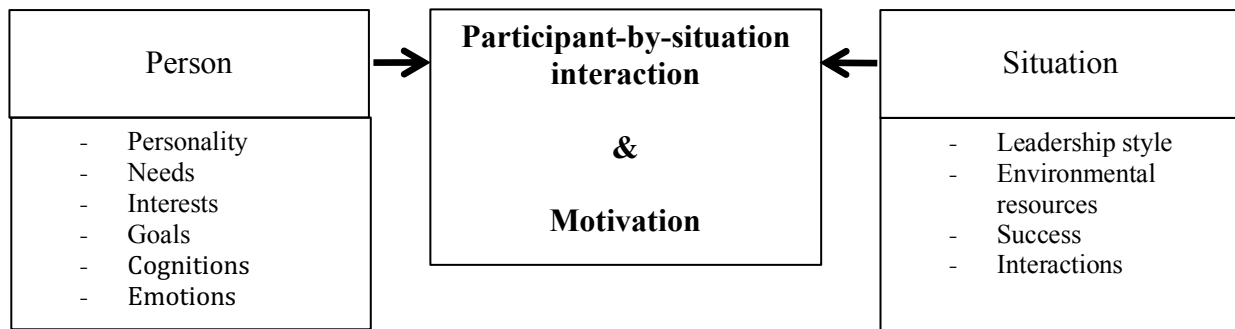 Person
- Personality
- Needs
- Interests
- Goals
- Cognitions
- Emotions
Participant-by-situation
interaction
&
Motivation
Situation
- Leadership style
- Environmental
resources
- Success
- Interactions